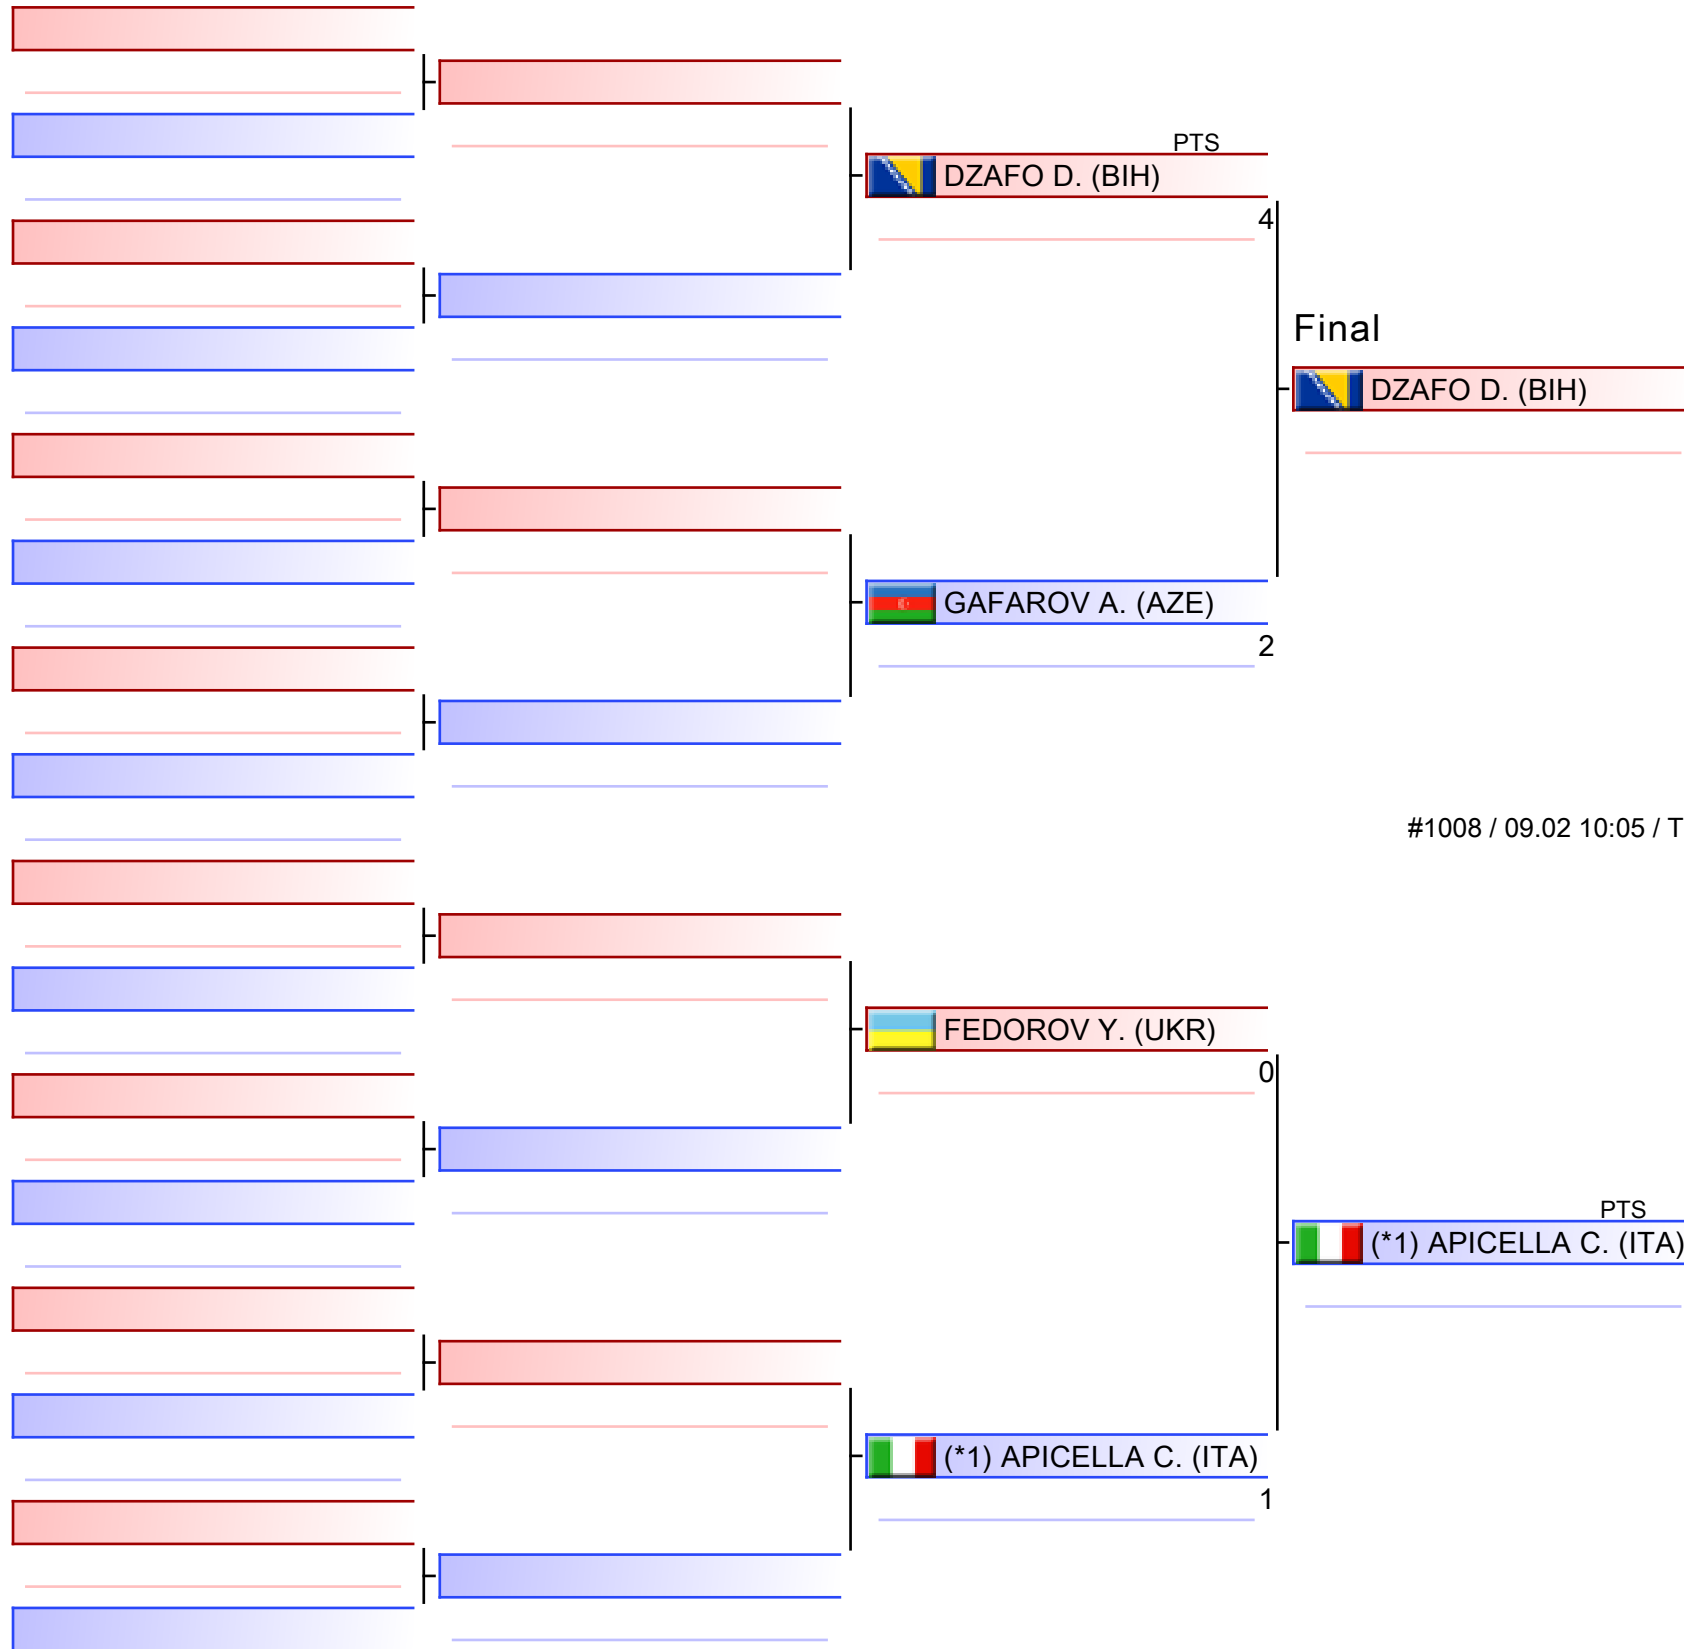 PTS
DZAFO D. (BIH)
4
Final
DZAFO D. (BIH)
GAFAROV A. (AZE)
2
#1008 / 09.02 10:05 / T
FEDOROV Y. (UKR)
0
PTS
(*1) APICELLA C. (ITA)
(*1) APICELLA C. (ITA)
1